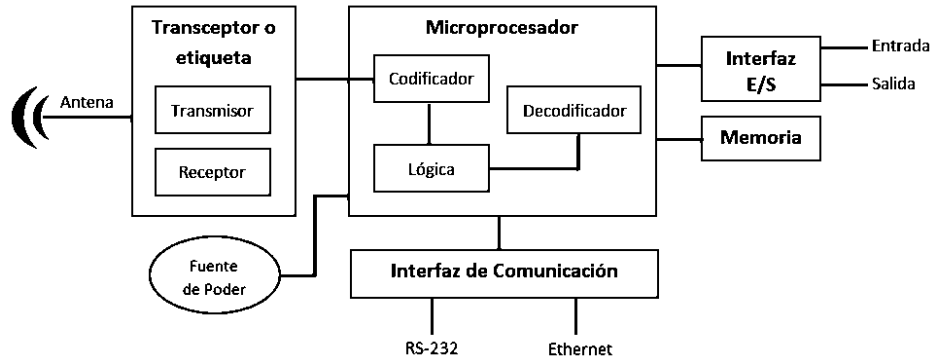 Antena
Transceptor o
etiqueta
Transmisor
Receptor
Fuente
de Poder
Microprocesador
Codificador
Decodificador
Lógica
Interfaz
E/S
Entrada
Salida
Memoria
Interfaz de Comunicación
RS-232
Ethernet